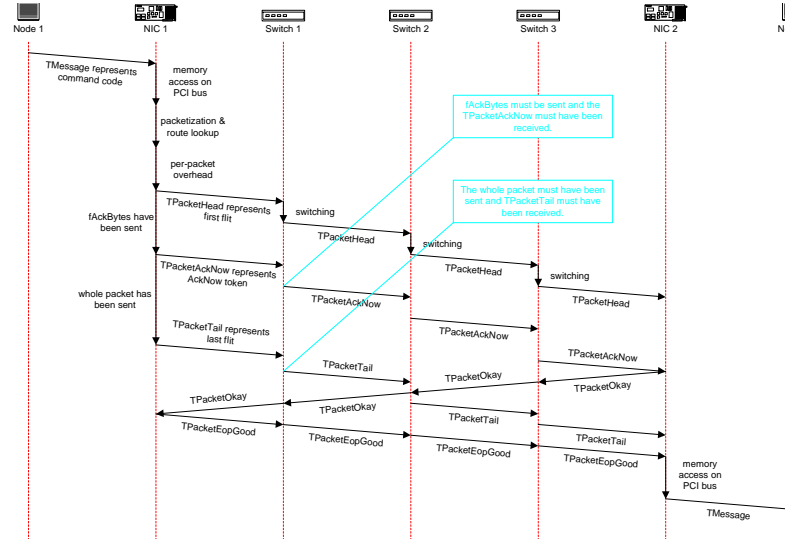 Node 1
NIC 1
Switch 1
Switch 2
Switch 3
NIC 2
TMessage represents
command code
memory
access on
PCI bus
fAckBytes must be sent and the
TPacketAckNow must have been
received.
packetization &
route lookup
per-packet
overhead
The whole packet must have been
sent and TPacketTail must have
been received.
TPacketHead represents
first flit
switching
fAckBytes have
been sent
TPacketHead
switching
TPacketAckNow represents
AckNow token
TPacketHead
switching
whole packet has
been sent
TPacketAckNow
TPacketHead
TPacketTail represents
last flit
TPacketAckNow
TPacketAckNow
TPacketTail
TPacketOkay
TPacketOkay
TPacketOkay
TPacketOkay
TPacketTail
TPacketTail
TPacketEopGood
TPacketEopGood
TPacketEopGood
TPacketEopGood
memory
access on
PCI bus
TMessage